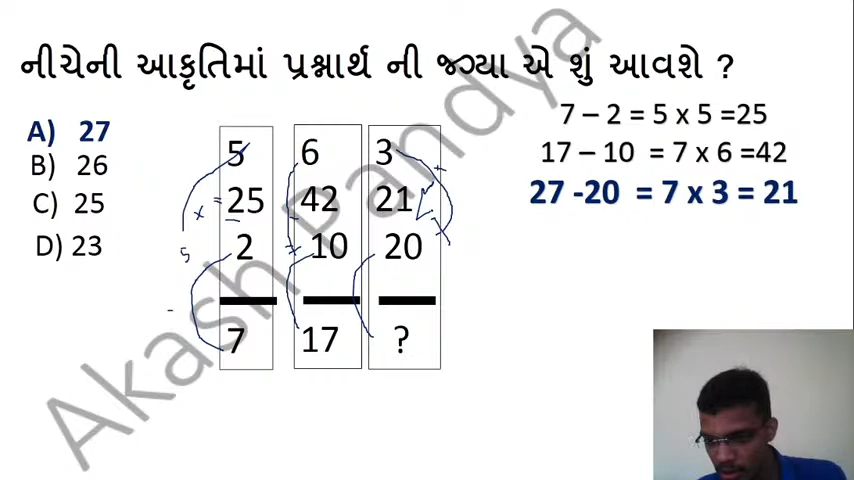 નીચેની આકૃતિમાં પ્રશ્નાર્થ ની જગ્યા એ શું આવશે ?
A) 27
B) 26
C) 25
D) 23
5 6 3
25 42 21
2 10 20
7 17 ?
5
7 – 2 = 5 x 5 =25
17 – 10 = 7 x 6 =42
27 -20 = 7 x 3 = 21
Akash Pandya